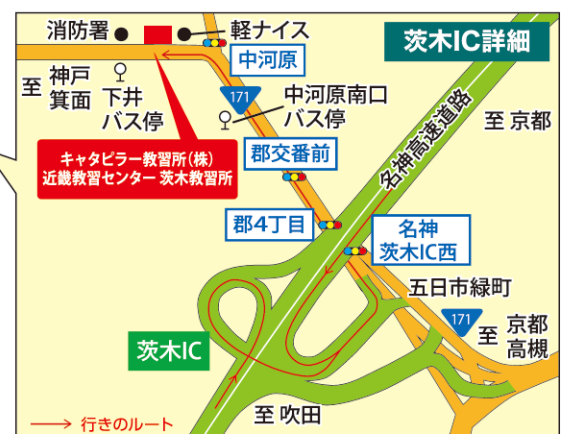 消防署
軽ナイス
茨木IC詳細
中河原
至 神戸
箕面
下井
バス停
171
中河原南口
バス停
至 京都
名神高速道路
キャタピラー教習所(株)
近畿教習センター 茨木教習所
郡交番前
郡4丁目
名神
茨木IC西
五日市緑町
171
至 京都
高槻
茨木IC
至 吹田
行きのルート